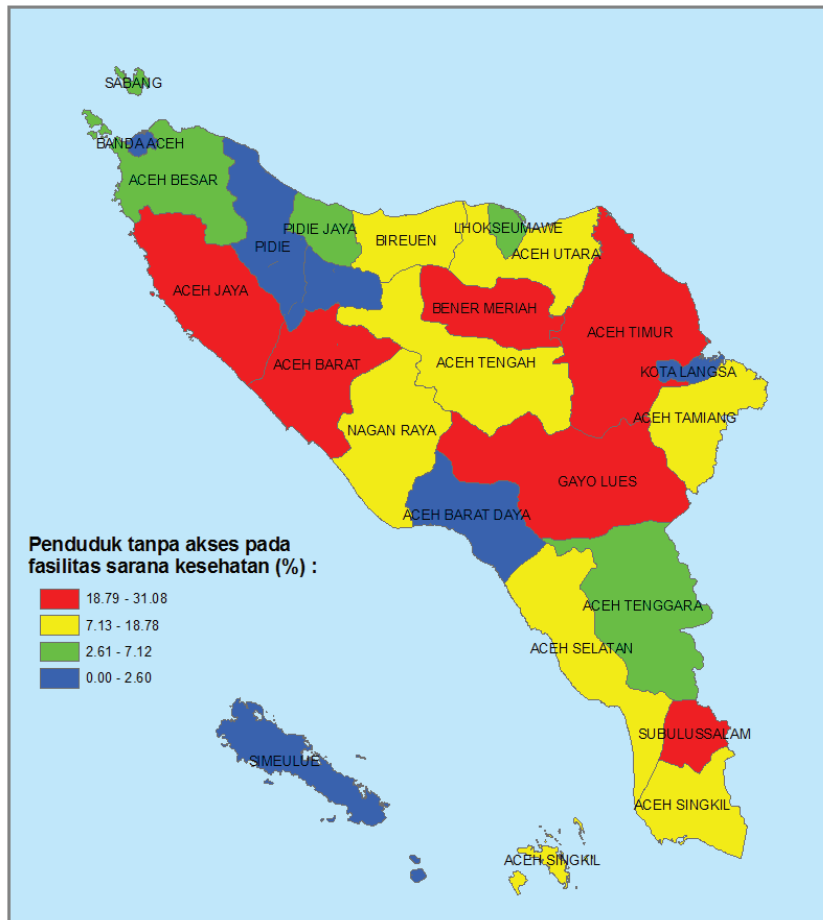 SABANG
BANDA ACEH
ACEH BESAR
PIDIE JAYA
LHOKSEUMAWE
BIREUEN
PIDIE
ACEH UTARA
ACEH JAYA
BENER MERIAH
ACEH TIMUR
ACEH BARAT
ACEH TENGAH
KOTA LANGSA
ACEH TAMIANG
NAGAN RAYA
GAYO LUES
ACEH BARAT DAYA
Penduduk tanpa akses pada
fasilitas sarana kesehatan (%) :
18.79 - 31.08
7.13 - 18.78
2.61 - 7.12
0.00 - 2.60
ACEH TENGGARA
ACEH SELATAN
SUBULUSSALAM
SIMEULUE
ACEH SINGKIL
ACEH SINGKIL